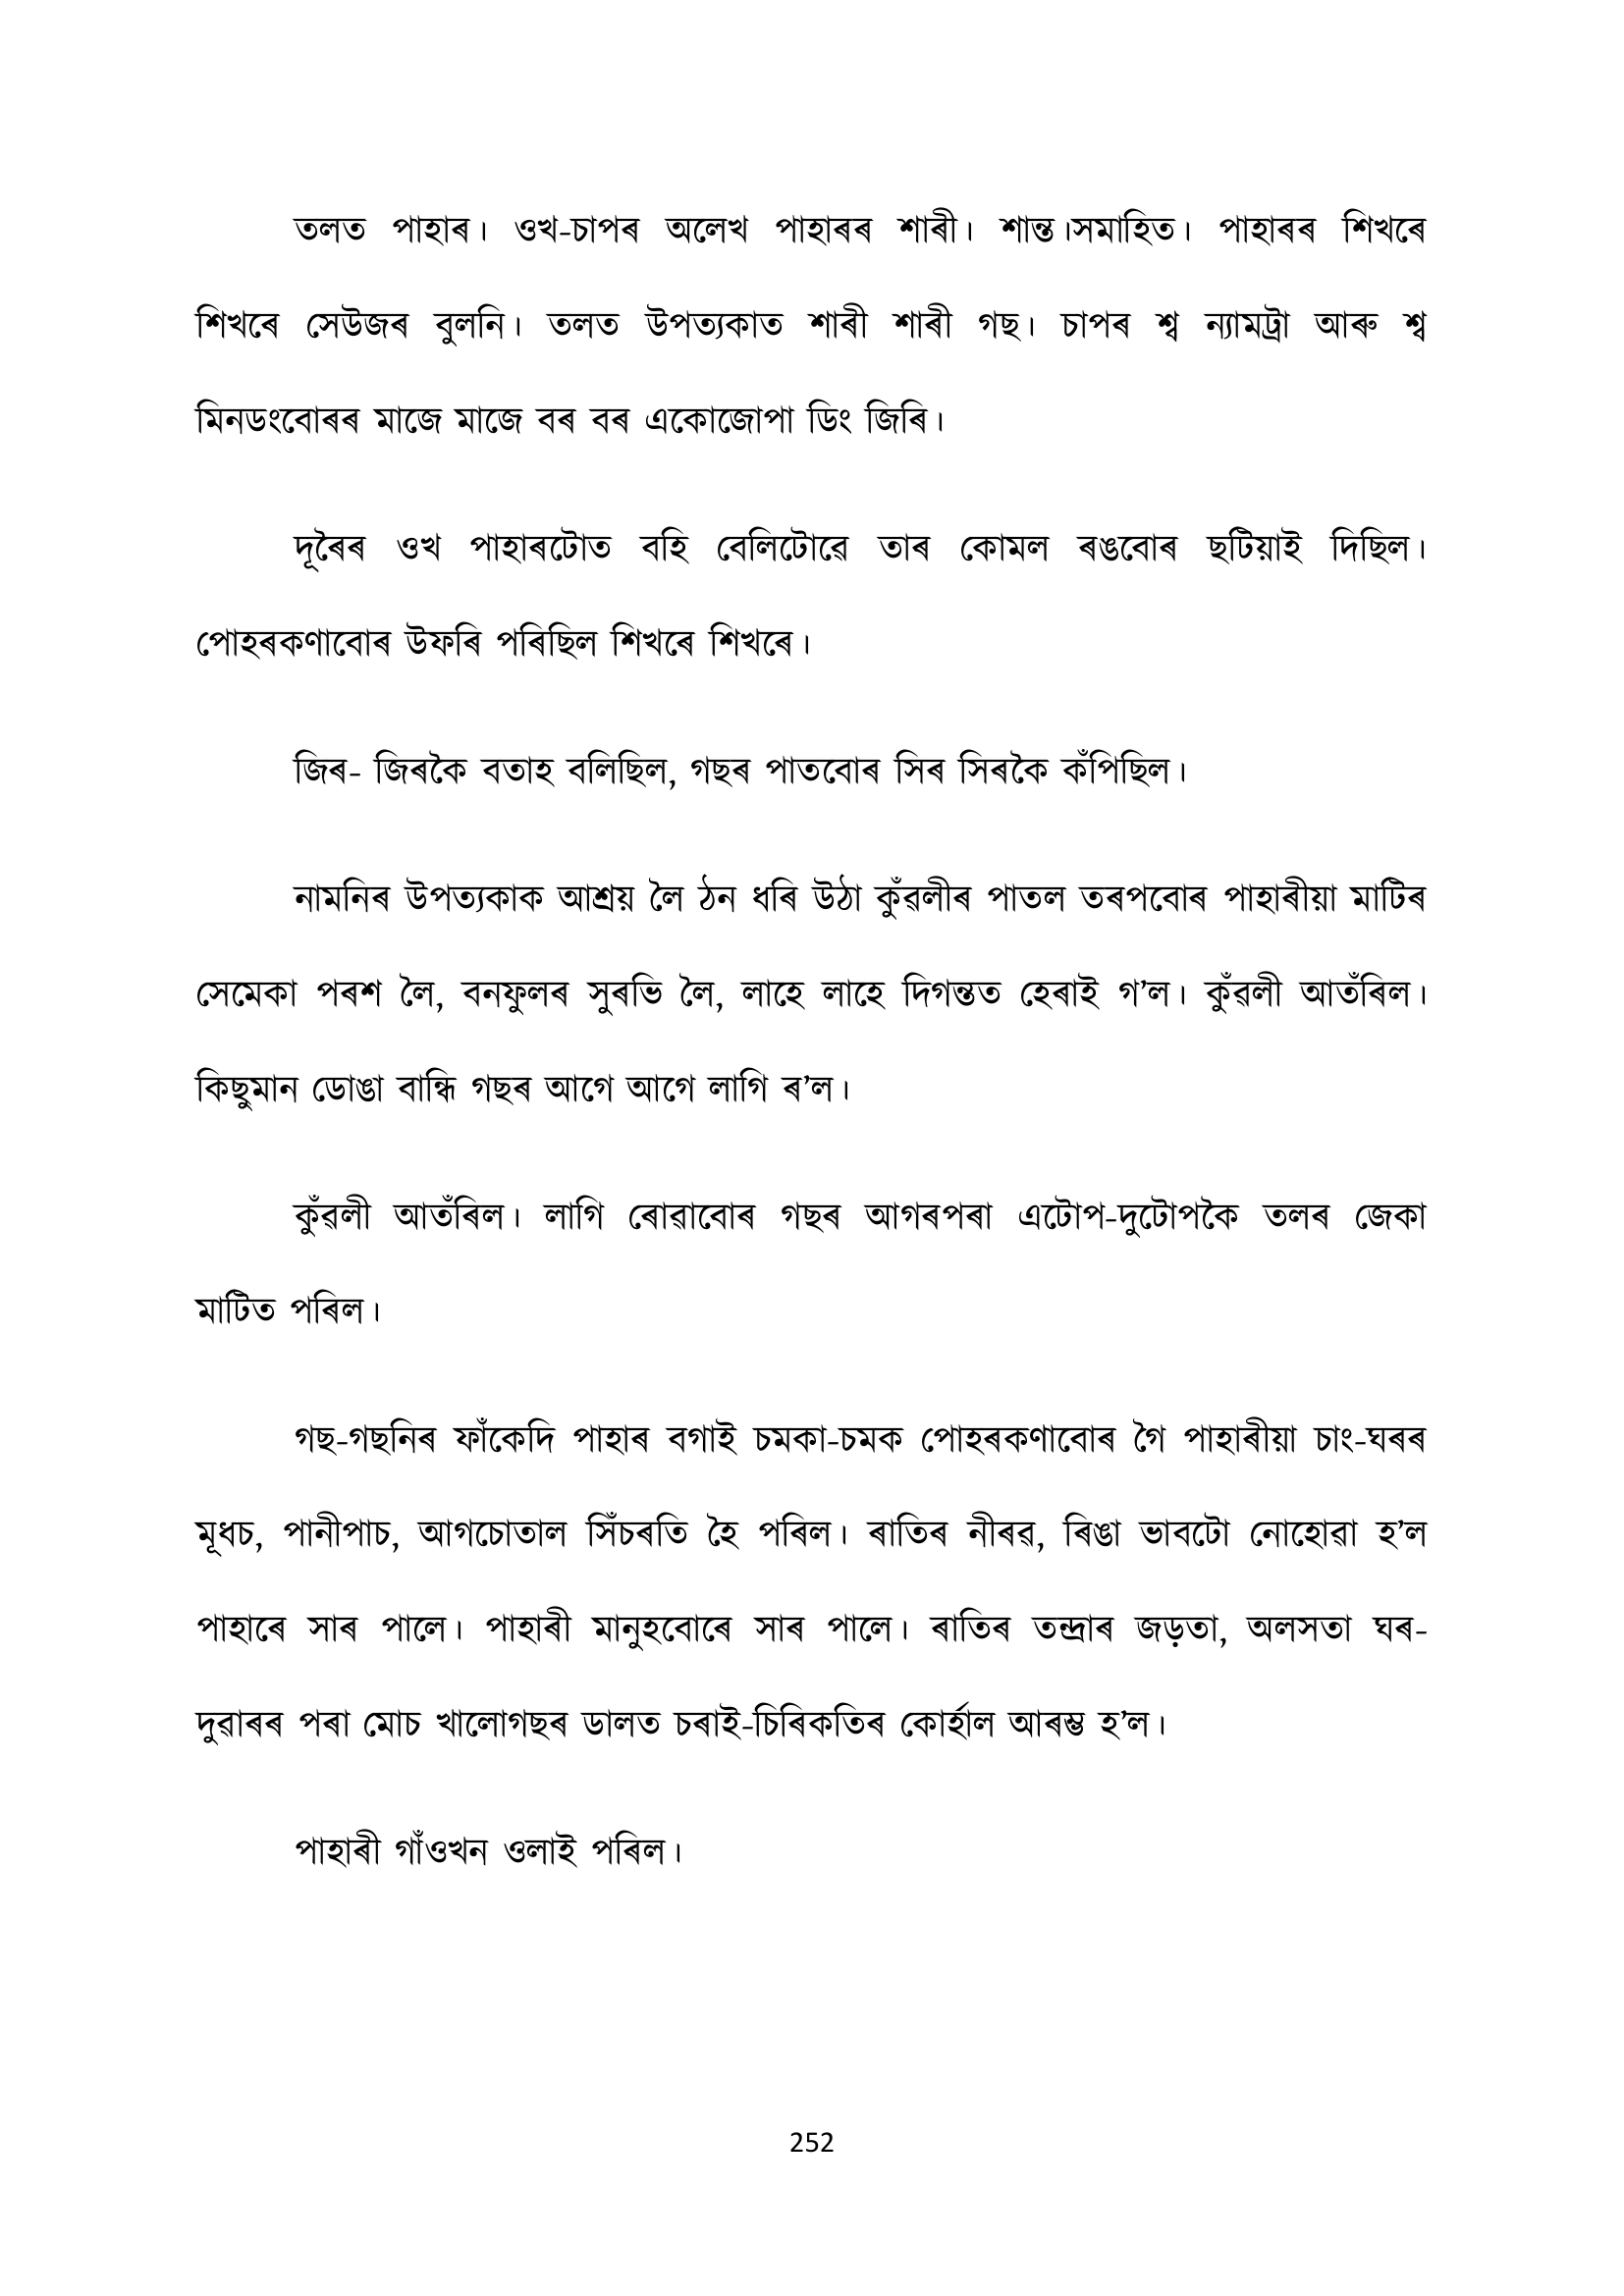 তলত পাহাৰ। ওখ-চাপৰ অলেখ পাহাৰৰ শাৰী। শান্ত।সমাহিত। পাহাৰৰ শিখৰে
শিখৰে সেউজৰ বুলনি। তলত উপত্যকাত শাৰী শাৰী গছ। চাপৰ শ্ব ন্যামট্ৰা আৰু শ্ব
মিনডংবোৰৰ মাজে মাজে বৰ বৰ একোজোপা ডিং জিৰি।
দূৰৈৰ ওখ পাহাৰটোত বহি বেলিটোৱে তাৰ কোমল ৰঙবোৰ ছটিয়াই দিছিল।
পোহৰকণাবোৰ উফৰি পৰিছিল শিখৰে শিখৰে।
জিৰ- জিৰকৈ বতাহ বলিছিল, গছৰ পাতবোৰ সিৰ সিৰকৈ কঁপিছিল।
নামনিৰ উপত্যকাক আশ্ৰয় লৈ ঠন ধৰি উঠা কুঁৱলীৰ পাতল তৰপবোৰ পাহাৰীয়া মাটিৰ
সেমেকা পৰশ লৈ, বনফুলৰ সুৰভি লৈ, লাহে লাহে দিগন্তত হেৰাই গ’ল। কুঁৱলী আতঁৰিল।
কিছুমান ডোঙা বান্ধি গছৰ আগে আগে লাগি ৰ’ল।
কুঁৱলী আতঁৰিল। লাগি ৰোৱাবোৰ গছৰ আগৰপৰা এটোপ-দুটোপকৈ তলৰ জেকা
মাটিত পৰিল।
গছ-গছনিৰ ফাঁকেদি পাহাৰ বগাই চমকা-চমক পোহৰকণাবোৰ গৈ পাহাৰীয়া চাং-ঘৰৰ
মূধচ, পানীপাচ, আগচোতাল সিঁচৰতি হৈ পৰিল। ৰাতিৰ নীৰৱ, ৰিঙা ভাবটো নোহোৱা হ’ল
পাহাৰে সাৰ পালে। পাহাৰী মানুহবোৰে সাৰ পালে। ৰাতিৰ তন্দ্ৰাৰ জড়তা, অলসতা ঘৰ-
দুৱাৰৰ পৰা মোচ খালোগছৰ ডালত চৰাই-চিৰিকতিৰ কোৰ্হাল আৰম্ভ হ’ল।
পাহাৰী গাঁওখন ওলাই পৰিল।
252